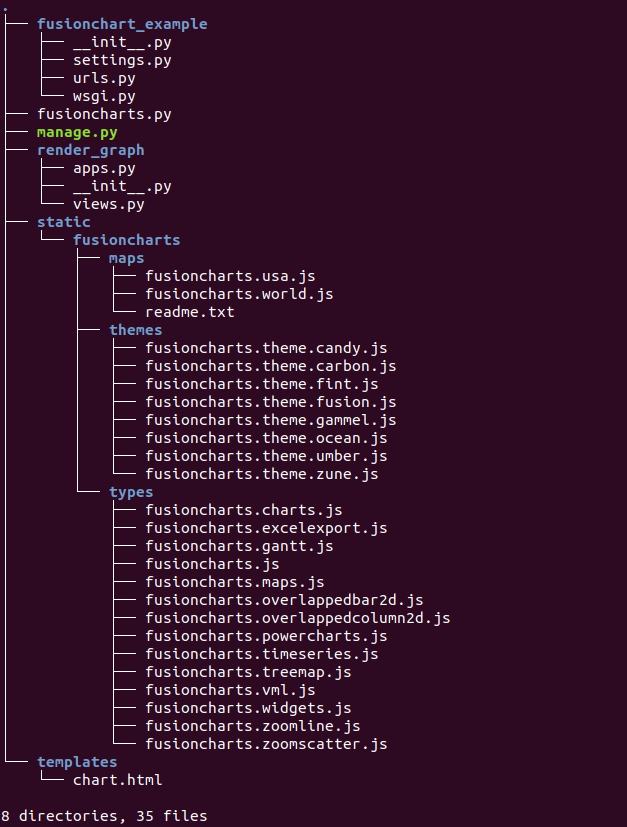 .
├── fusionchart_example
│   ├── __init__.py
│   ├── settings.py
│   ├── urls.py
│   └── wsgi.py
├── fusioncharts.py
├── manage.py
├── render_graph
│   ├── apps.py
│   ├── __init__.py
│   └── views.py
├── static
│   └── fusioncharts
│       ├── maps
│       │   ├── fusioncharts.usa.js
│       │   ├── fusioncharts.world.js
│       │   └── readme.txt
│       ├── themes
│       │   ├── fusioncharts.theme.candy.js
│       │   ├── fusioncharts.theme.carbon.js
│       │   ├── fusioncharts.theme.fint.js
│       │   ├── fusioncharts.theme.fusion.js
│       │   ├── fusioncharts.theme.gammel.js
│       │   ├── fusioncharts.theme.ocean.js
│       │   ├── fusioncharts.theme.umber.js
│       │   └── fusioncharts.theme.zune.js
│       └── types
│           ├── fusioncharts.charts.js
│           ├── fusioncharts.excelexport.js
│           ├── fusioncharts.gantt.js
│           ├── fusioncharts.js
│           ├── fusioncharts.maps.js
│           ├── fusioncharts.overlappedbar2d.js
│           ├── fusioncharts.overlappedcolumn2d.js
│           ├── fusioncharts.powercharts.js
│           ├── fusioncharts.timeseries.js
│           ├── fusioncharts.treemap.js
│           ├── fusioncharts.vml.js
│           ├── fusioncharts.widgets.js
│           ├── fusioncharts.zoomline.js
│           └── fusioncharts.zoomscatter.js
└── templates
    └── chart.html
8 directories, 35 files